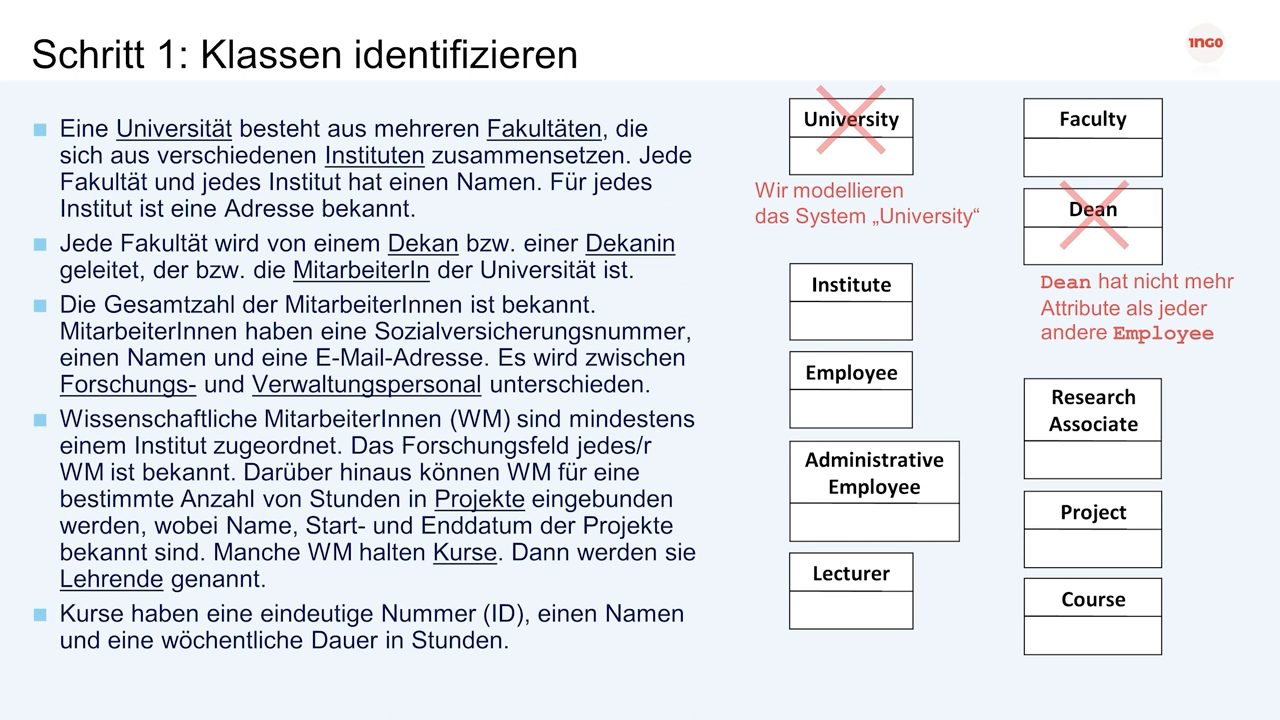 Schritt 1: Klassen identifizieren
1NGO
Eine Universität besteht aus mehreren Fakultäten, die
sich aus verschiedenen Instituten zusammensetzen. Jede
Fakultät und jedes Institut hat einen Namen. Für jedes
Institut ist eine Adresse bekannt.
Jede Fakultät wird von einem Dekan bzw. einer Dekanin
geleitet, der bzw. die MitarbeiterIn der Universität ist.
Die Gesamtzahl der MitarbeiterInnen ist bekannt.
MitarbeiterInnen haben eine Sozialversicherungsnummer,
einen Namen und eine E-Mail-Adresse. Es wird zwischen
Forschungs- und Verwaltungspersonal unterschieden.
Wissenschaftliche MitarbeiterInnen (WM) sind mindestens
einem Institut zugeordnet. Das Forschungsfeld jedes/r
WM ist bekannt. Darüber hinaus können WM für eine
bestimmte Anzahl von Stunden in Projekte eingebunden
werden, wobei Name, Start- und Enddatum der Projekte
bekannt sind. Manche WM halten Kurse. Dann werden sie
Lehrende genannt.
Kurse haben eine eindeutige Nummer (ID), einen Namen
und eine wöchentliche Dauer in Stunden.
University
Faculty
Wir modellieren
das System „University“
Dean
Dean hat nicht mehr
Attribute als jeder
andere Employee
Institute
Employee
Research
Associate
Administrative
Employee
Project
Lecturer
Course